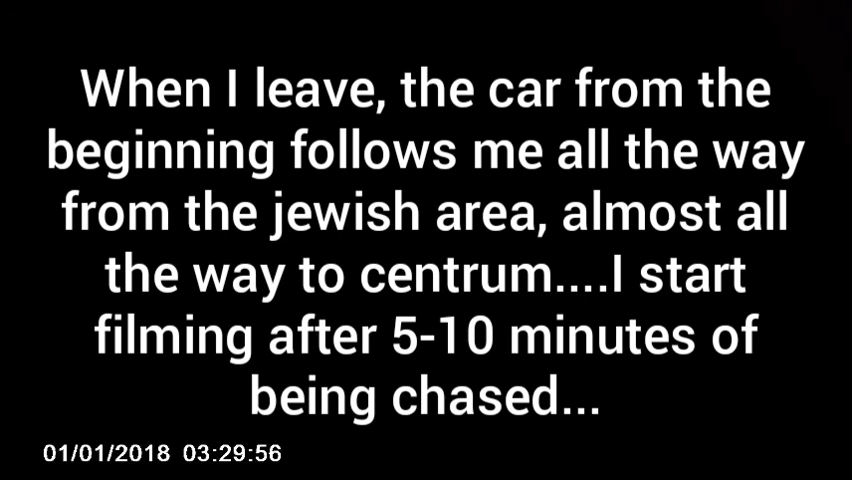 When I leave, the car from the
beginning follows me all the way
from the jewish area, almost all
the way to centrum....I start
filming after 5-10 minutes of
being chased...
01/01/2018 03:29:56